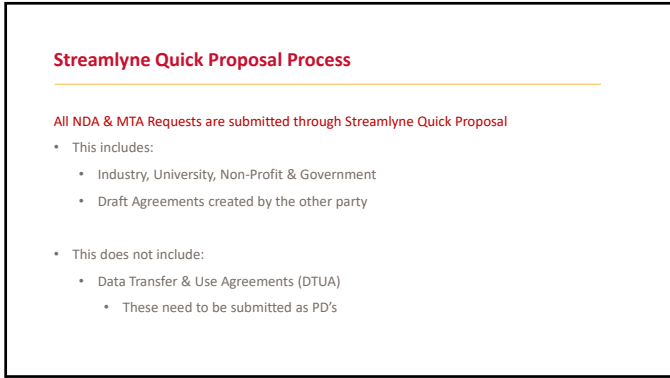 Streamlyne Quick Proposal Process
All NDA & MTA Requests are submitted through Streamlyne Quick Proposal
• This includes:
• Industry, University, Non-Profit & Government
• Draft Agreements created by the other party
• This does not include:
• Data Transfer & Use Agreements (DTUA)
• These need to be submitted as PD’s